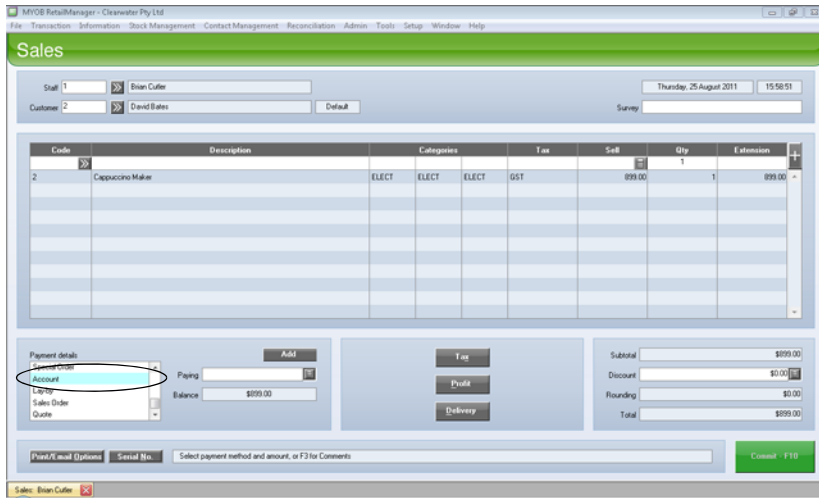 MYOB RetailManager - Clearwater Pty Ltd
File Transaction Information Stock Management Contact Management Reconciliation Admin Tools Setup Window Help
Sales
Staff 1 Brian Cutler Thursday, 25 August 2011 15:58:51
Customer 2 David Bates Default Survey
Code Description Categories Tax Sell Qty Extension +
1
2 Cappuccino Maker ELECT ELECT ELECT GST 899.00 1 899.00
Payment details Add Tax Subtotal $899.00
Special Order
Account Paying Discount $0.00
Lay-by Profit
Sales Order Balance $899.00 Rounding $0.00
Quote Delivery Total $899.00
Print/Email Options Serial No. Select payment method and amount, or F3 for Comments Commit - F10
Sales: Brian Cutler